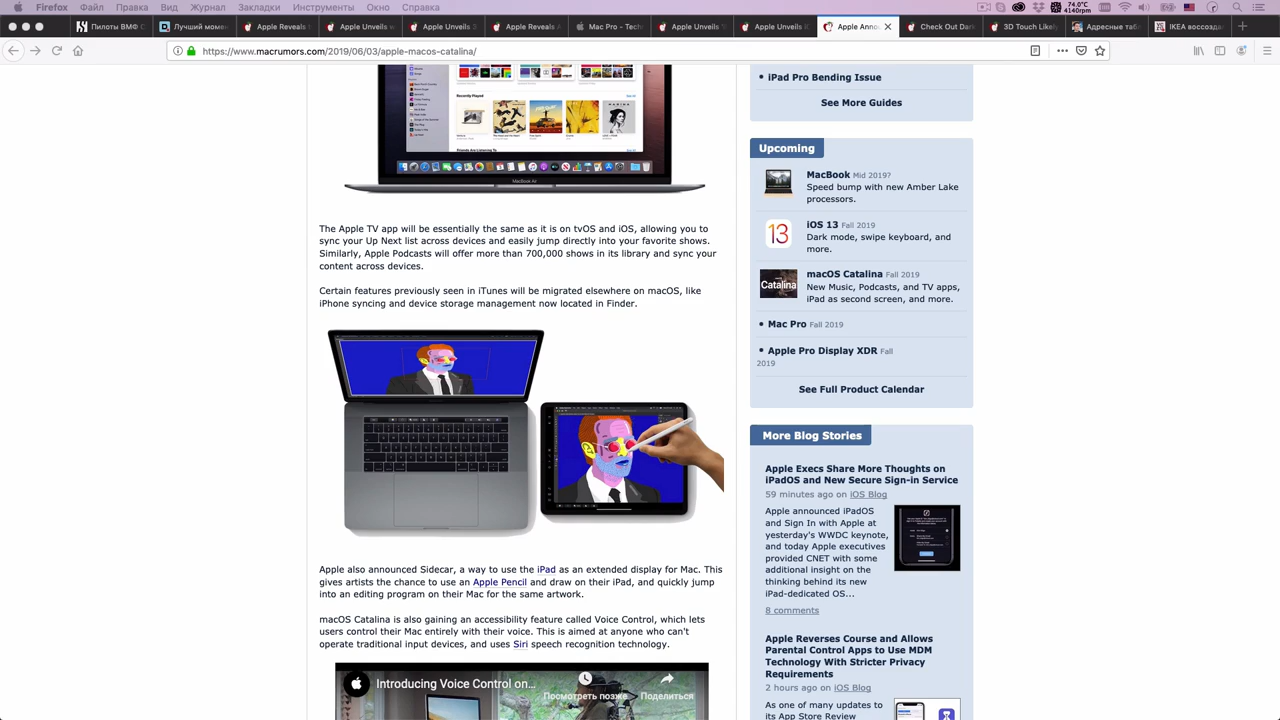 Firefox Файл Правка Вид Журнал Закладки Инструменты Окно Справка 74.0°C 4140rpm
Пилоты ВМФ С Лучший момен Apple Reveals Apple Unveils Apple Unveils Apple Reveals Mac Pro - Techn Apple Unveils Apple Unveils Apple Anno Check Out Dark 3D Touch Likely Адресные табл IKEA воссозда
https://www.macrumors.com/2019/06/03/apple-macos-catalina/
Recently Played
Friends Are Listening To
MacBook Air
The Apple TV app will be essentially the same as it is on tvOS and iOS, allowing you to
sync your Up Next list across devices and easily jump directly into your favorite shows.
Similarly, Apple Podcasts will offer more than 700,000 shows in its library and sync your
content across devices.
Certain features previously seen in iTunes will be migrated elsewhere on macOS, like
iPhone syncing and device storage management now located in Finder.
Apple also announced Sidecar, a way to use the iPad as an extended display for Mac. This
gives artists the chance to use an Apple Pencil and draw on their iPad, and quickly jump
into an editing program on their Mac for the same artwork.
macOS Catalina is also gaining an accessibility feature called Voice Control, which lets
users control their Mac entirely with their voice. This is aimed at anyone who can't
operate traditional input devices, and uses Siri speech recognition technology.
Introducing Voice Control on...
Посмотреть позже
Поделиться
• iPad Pro Bending Issue
See More Guides
Upcoming
MacBook Mid 2019?
Speed bump with new Amber Lake
processors.
13
iOS 13 Fall 2019
Dark mode, swipe keyboard, and
more.
Catalina
macOS Catalina Fall 2019
New Music, Podcasts, and TV apps,
iPad as second screen, and more.
• Mac Pro Fall 2019
• Apple Pro Display XDR Fall
2019
See Full Product Calendar
More Blog Stories
Apple Execs Share More Thoughts on
iPadOS and New Secure Sign-in Service
59 minutes ago on iOS Blog
Apple announced iPadOS
and Sign In with Apple at
yesterday's WWDC keynote,
and today Apple executives
provided CNET with some
additional insight on the
thinking behind its new
iPad-dedicated OS...
8 comments
Apple Reverses Course and Allows
Parental Control Apps to Use MDM
Technology With Stricter Privacy
Requirements
2 hours ago on iOS Blog
As one of many updates to
its App Store Review